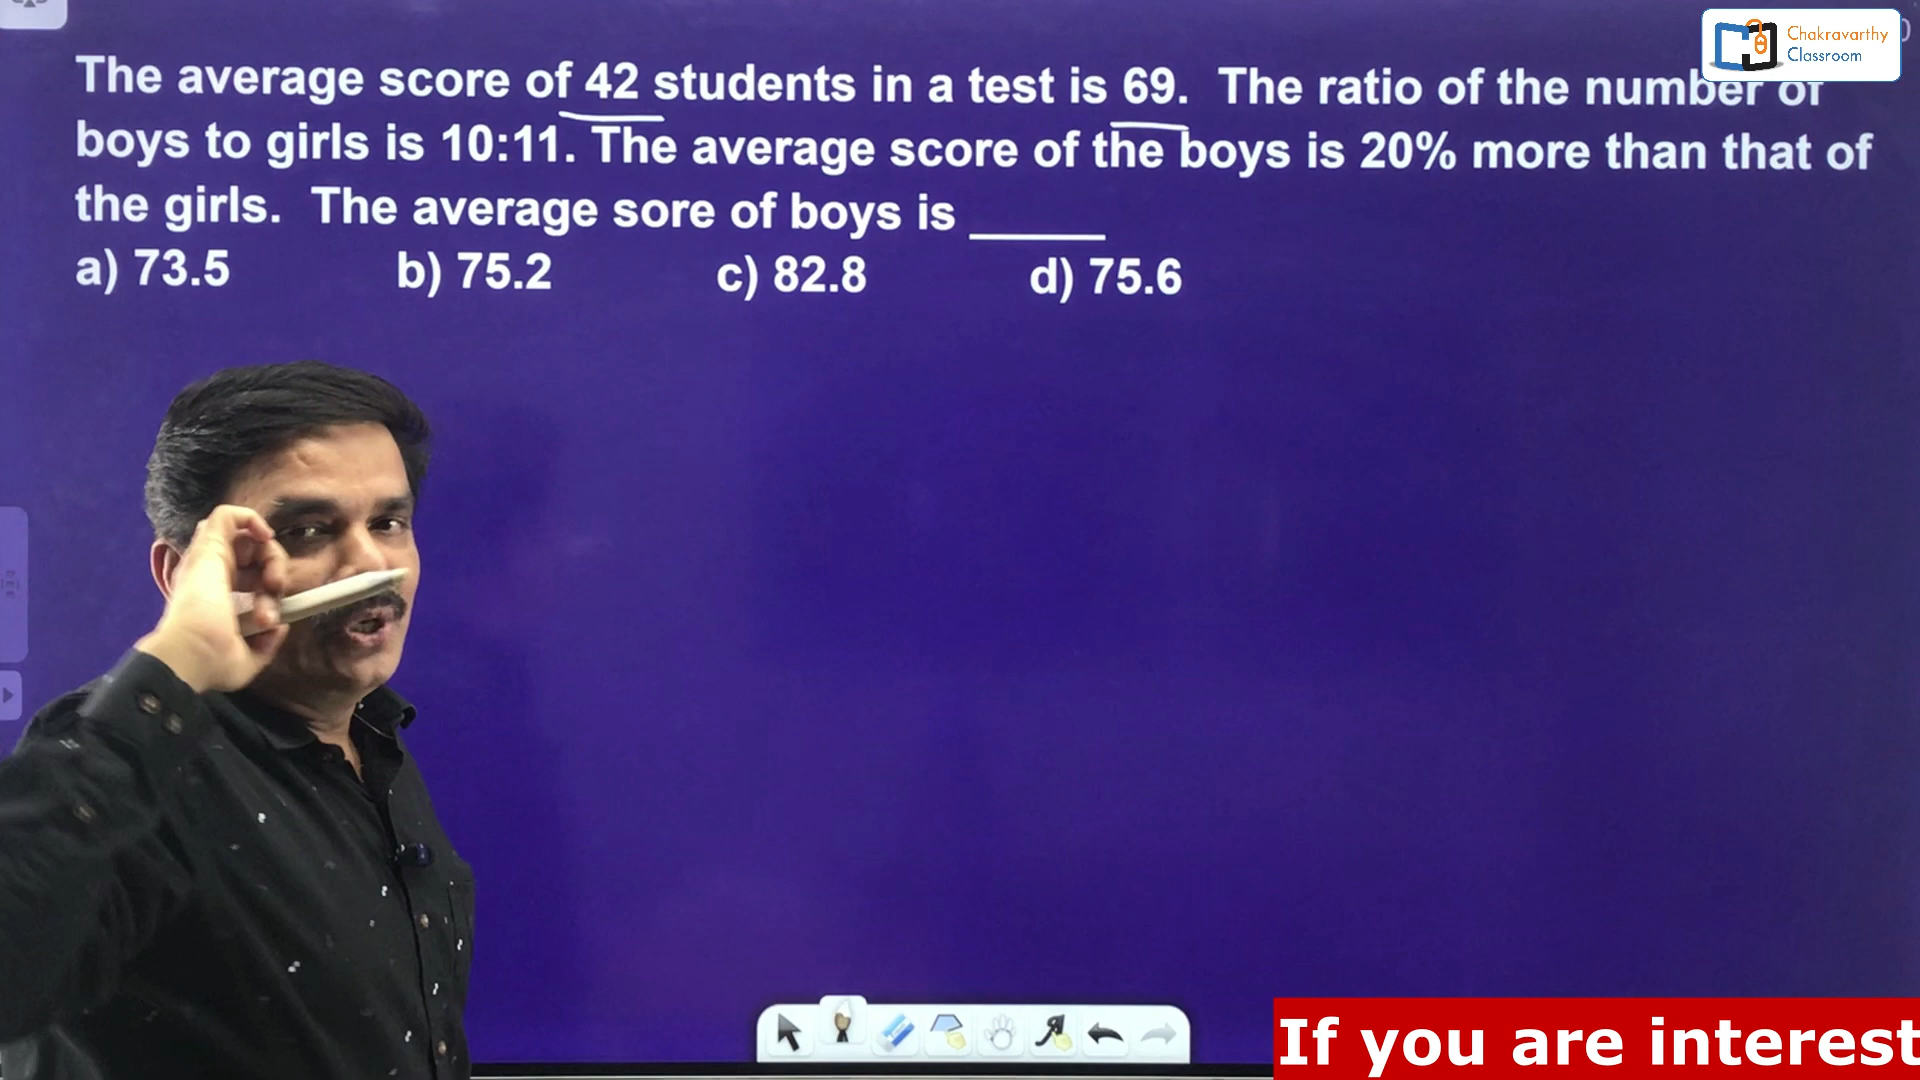 Chakravarthy
Classroom
The average score of 42 students in a test is 69. The ratio of the number of
boys to girls is 10:11. The average score of the boys is 20% more than that of
the girls. The average sore of boys is ______
a) 73.5 b) 75.2 c) 82.8 d) 75.6
If you are interest